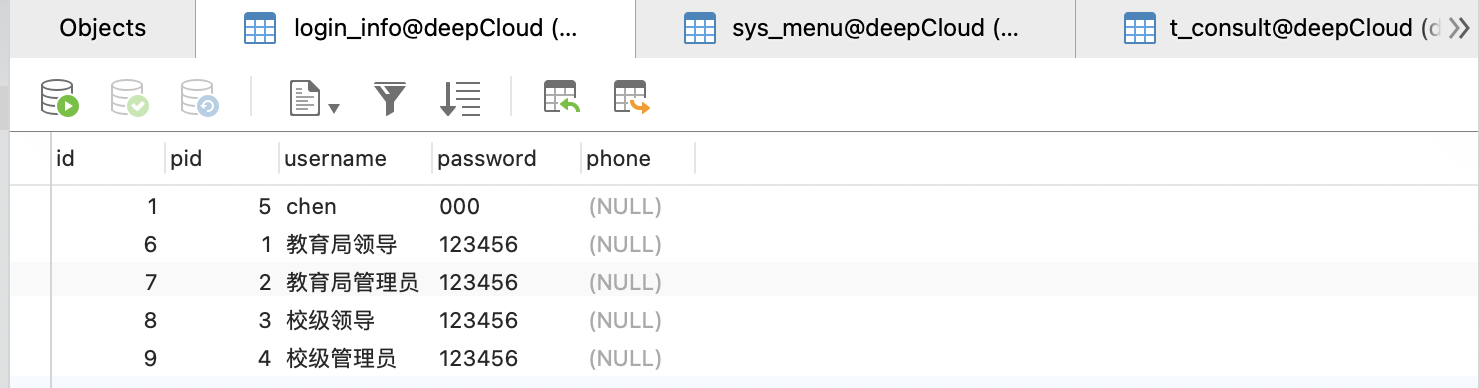 Objects login_info@deepCloud (... sys_menu@deepCloud (... t_consult@deepCloud (d
id pid username password phone
1 5 chen 000 (NULL)
6 1 教育局领导 123456 (NULL)
7 2 教育局管理员 123456 (NULL)
8 3 校级领导 123456 (NULL)
9 4 校级管理员 123456 (NULL)